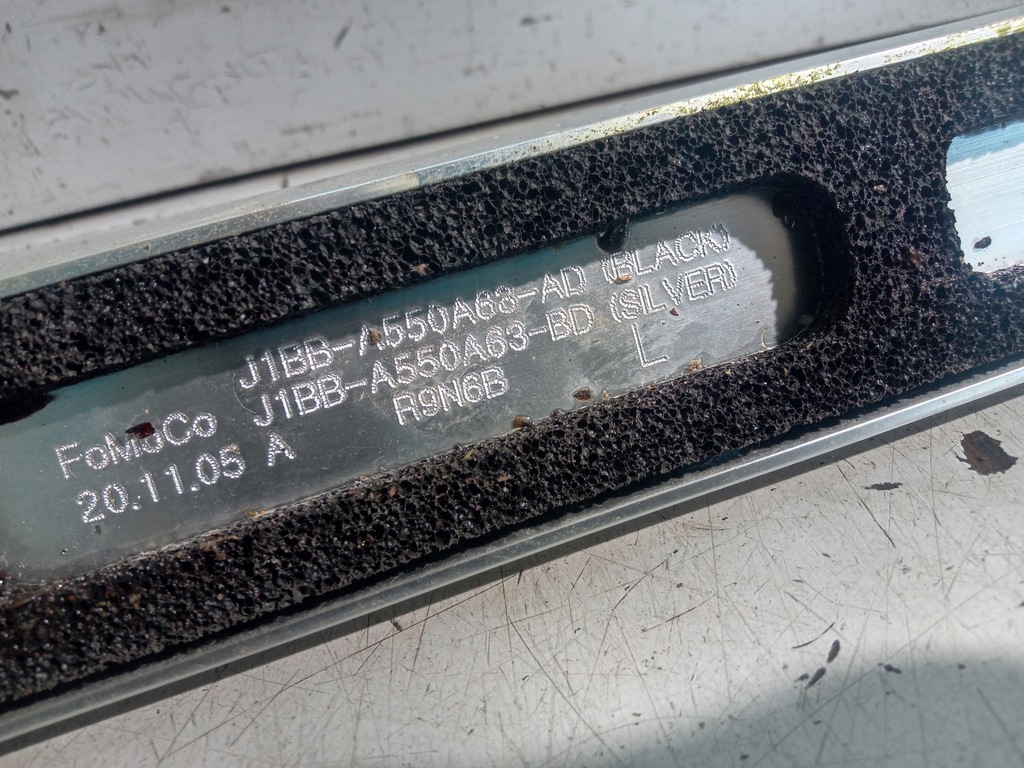 J1BB-A550A63-AD (BLACK)
FoMoCo J1BB-A550A63-BD (SILVER)
20.11.05 A R9N6B L